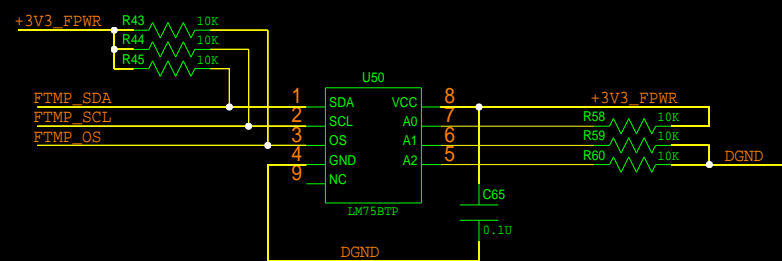 +3V3_FPWR
R43 10K
R44 10K
R45 10K
U50
FTMP_SDA 1 SDA VCC 8 +3V3_FPWR
FTMP_SCL 2 SCL A0 7 R58 10K
FTMP_OS 3 OS A1 6 R59 10K
4 GND A2 5 R60 10K DGND
9 NC
LM75BTP
C65
0.1U
DGND